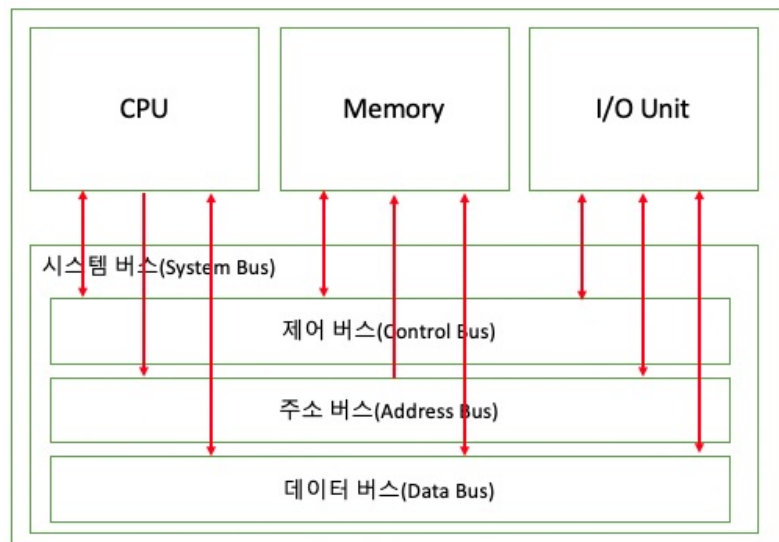 CPU
Memory
I/O Unit
시스템 버스(System Bus)
제어 버스(Control Bus)
주소 버스(Address Bus)
데이터 버스(Data Bus)